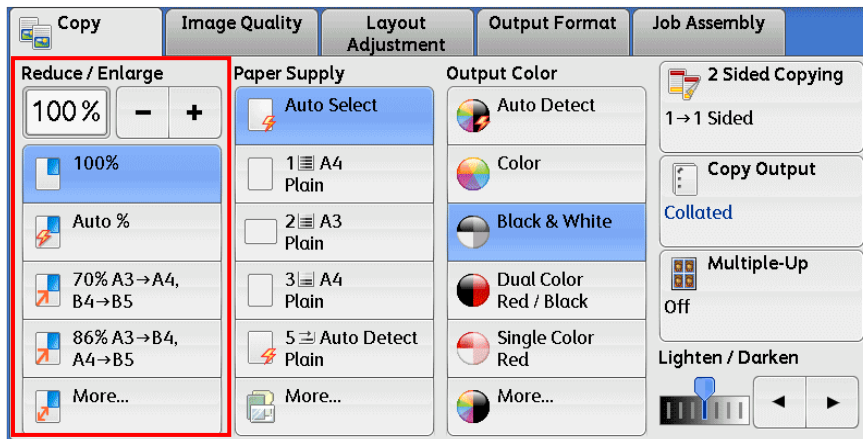 Copy
Image Quality
Layout
Adjustment
Output Format
Job Assembly
Reduce / Enlarge
100%
−
+
100%
Auto %
70% A3→A4,
B4→B5
86% A3→B4,
A4→B5
More...
Paper Supply
Auto Select
1 A4
Plain
2 A3
Plain
3 A4
Plain
5 Auto Detect
Plain
More...
Output Color
Auto Detect
Color
Black & White
Dual Color
Red / Black
Single Color
Red
More...
2 Sided Copying
1→1 Sided
Copy Output
Collated
Multiple-Up
Off
Lighten / Darken